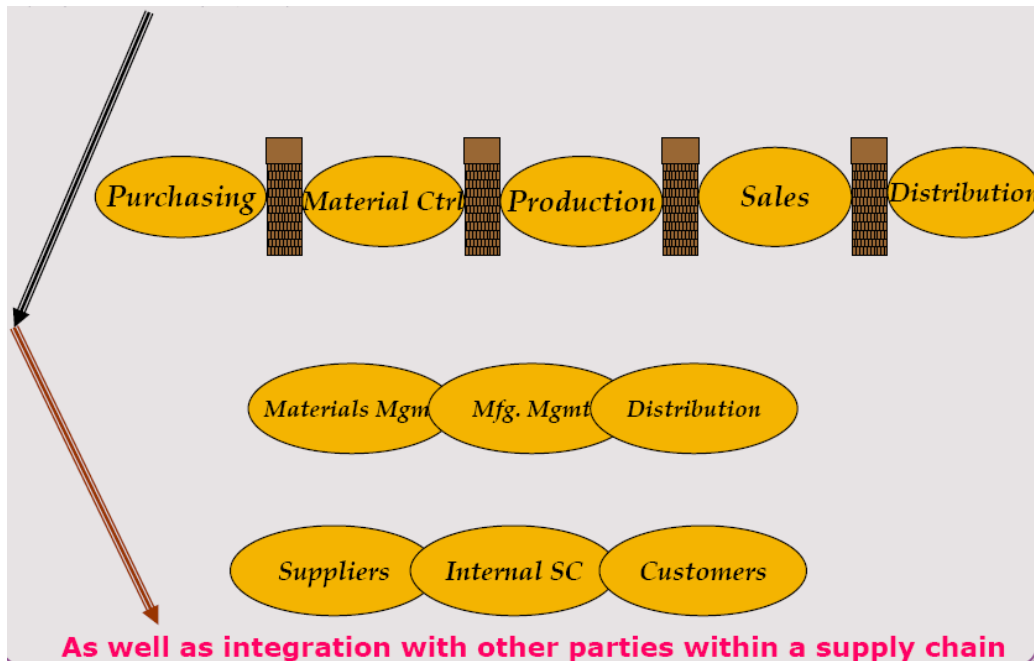 Purchasing
Material Ctrl
Production
Sales
Distribution
Materials Mgm
Mfg. Mgmt
Distribution
Suppliers
Internal SC
Customers
As well as integration with other parties within a supply chain